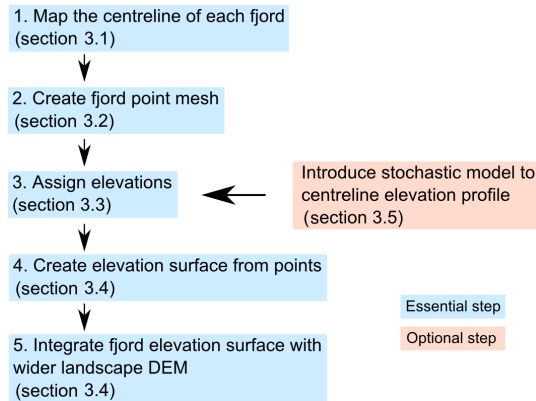 1. Map the centreline of each fjord
(section 3.1)
2. Create fjord point mesh
(section 3.2)
3. Assign elevations
(section 3.3)
Introduce stochastic model to
centreline elevation profile
(section 3.5)
4. Create elevation surface from points
(section 3.4)
5. Integrate fjord elevation surface with
wider landscape DEM
(section 3.4)
Essential step
Optional step